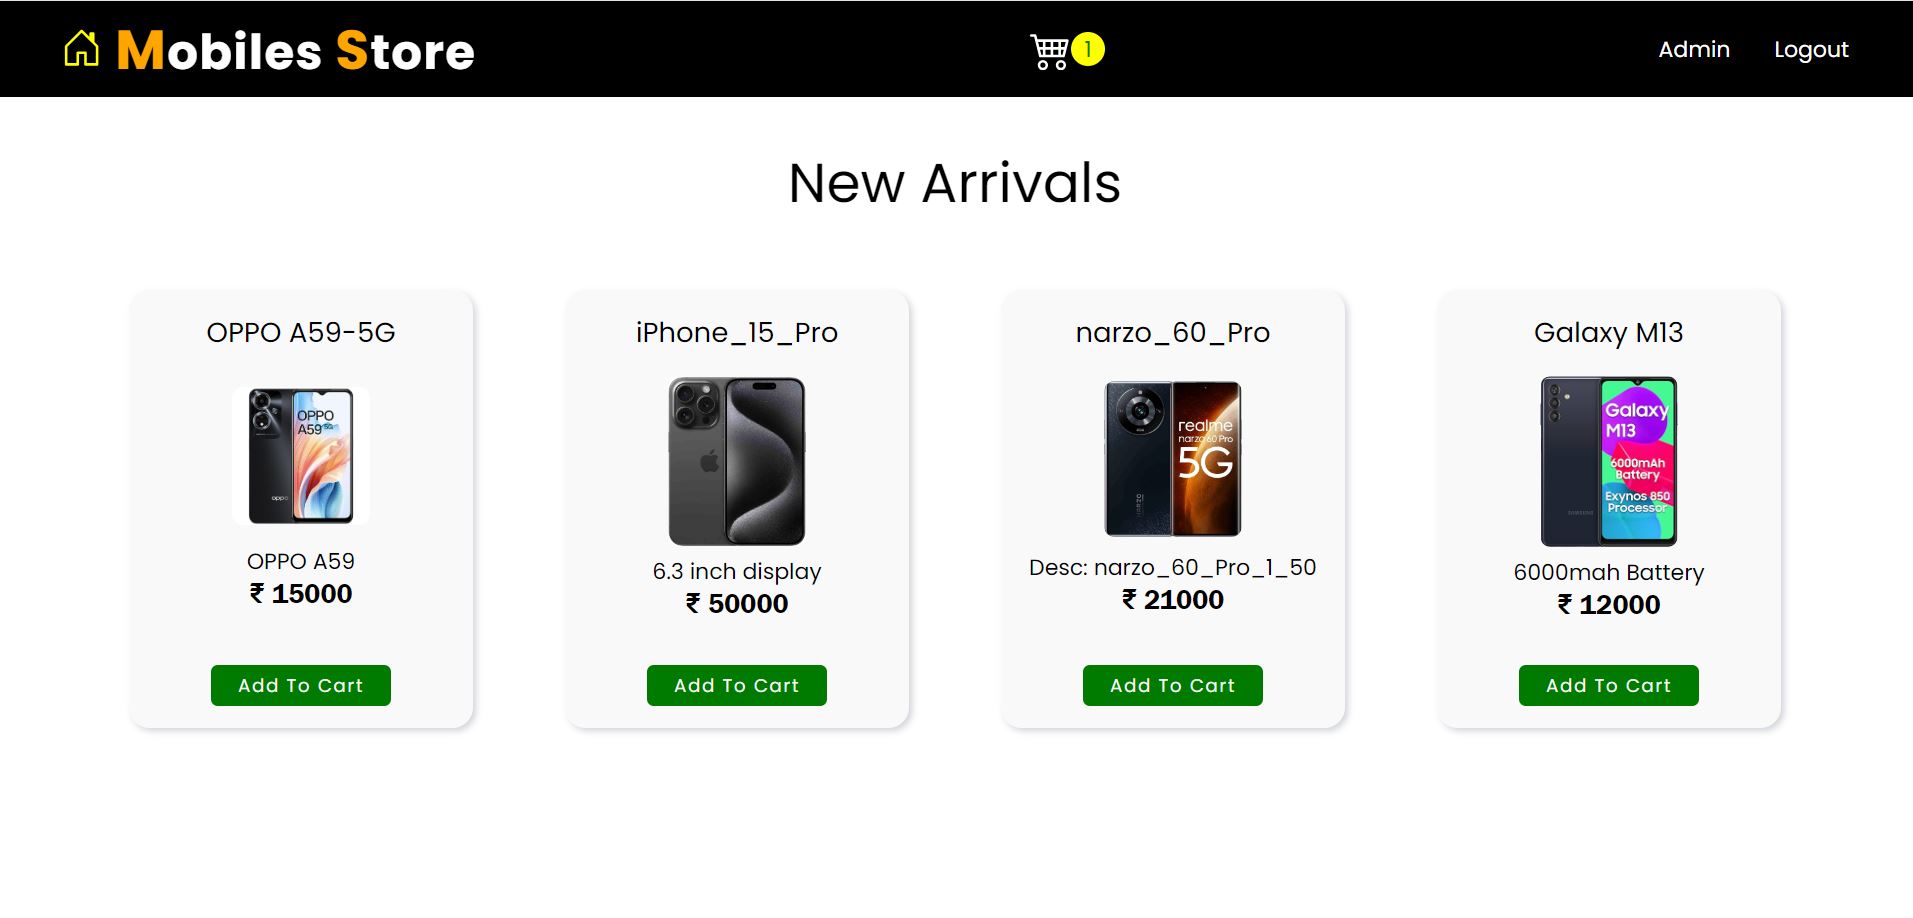 Mobiles Store
1
Admin
Logout
New Arrivals
OPPO A59-5G
OPPO
A59 5G
oppo
OPPO A59
₹ 15000
Add To Cart
iPhone_15_Pro
6.3 inch display
₹ 50000
Add To Cart
narzo_60_Pro
realme
narzo 60 Pro
5G
NARZO
Desc: narzo_60_Pro_1_50
₹ 21000
Add To Cart
Galaxy M13
Galaxy
M13
6000mAh
Battery
Exynos 850
Processor
SAMSUNG
6000mah Battery
₹ 12000
Add To Cart